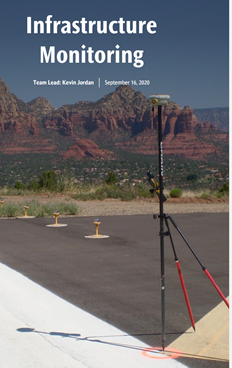 Infrastructure
Monitoring
Team Lead: Kevin Jordan | September 16, 2020